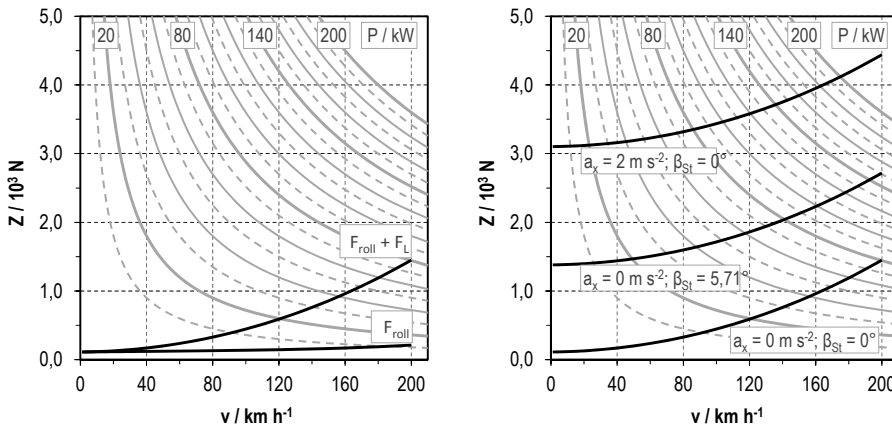 20 80 140 200 P / kW
5,0
4,0
3,0
2,0
1,0
0,0
Z / 10³ N
F_roll + F_L
F_roll
0 40 80 120 160 200
v / km h⁻¹
20 80 140 200 P / kW
5,0
4,0
3,0
2,0
1,0
0,0
Z / 10³ N
a_x = 2 m s⁻²; β_St = 0°
a_x = 0 m s⁻²; β_St = 5,71°
a_x = 0 m s⁻²; β_St = 0°
0 40 80 120 160 200
v / km h⁻¹